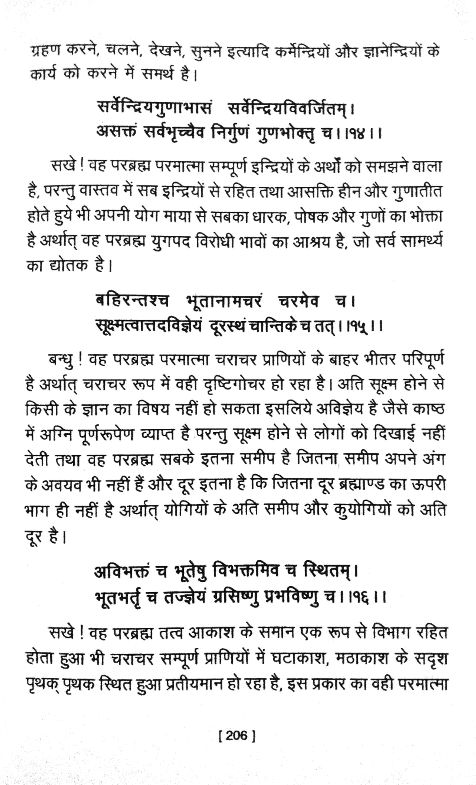 ग्रहण करने, चलने, देखने, सुनने इत्यादि कर्मेन्द्रियों और ज्ञानेन्द्रियों के
कार्य को करने में समर्थ है।
सर्वेन्द्रियगुणाभासं सर्वेन्द्रियविवर्जितम्।
असक्तं सर्वभृच्चैव निर्गुणं गुणभोक्तृ च।।१४।।
सखे ! वह परब्रह्म परमात्मा सम्पूर्ण इन्द्रियों के अर्थों को समझने वाला
है, परन्तु वास्तव में सब इन्द्रियों से रहित तथा आसक्ति हीन और गुणातीत
होते हुये भी अपनी योग माया से सबका धारक, पोषक और गुणों का भोक्ता
है अर्थात् वह परब्रह्म युगपद विरोधी भावों का आश्रय है, जो सर्व सामर्थ्य
का द्योतक है।
बहिरन्तश्च भूतानामचरं चरमेव च।
सूक्ष्मत्वात्तदविज्ञेयं दूरस्थं चान्तिके च तत्।।१५।।
बन्धु ! वह परब्रह्म परमात्मा चराचर प्राणियों के बाहर भीतर परिपूर्ण
है अर्थात् चराचर रूप में वही दृष्टिगोचर हो रहा है। अति सूक्ष्म होने से
किसी के ज्ञान का विषय नहीं हो सकता इसलिये अविज्ञेय है जैसे काष्ठ
में अग्नि पूर्णरूपेण व्याप्त है परन्तु सूक्ष्म होने से लोगों को दिखाई नहीं
देती तथा वह परब्रह्म सबके इतना समीप है जितना समीप अपने अंग
के अवयव भी नहीं हैं और दूर इतना है कि जितना दूर ब्रह्माण्ड का ऊपरी
भाग ही नहीं है अर्थात् योगियों के अति समीप और कुयोगियों को अति
दूर है।
अविभक्तं च भूतेषु विभक्तमिव च स्थितम्।
भूतभर्तृ च तज्ज्ञेयं ग्रसिष्णु प्रभविष्णु च।।१६।।
सखे ! वह परब्रह्म तत्व आकाश के समान एक रूप से विभाग रहित
होता हुआ भी चराचर सम्पूर्ण प्राणियों में घटाकाश, मठाकाश के सदृश
पृथक् पृथक स्थित हुआ प्रतीयमान हो रहा है, इस प्रकार का वही परमात्मा
[ 206 ]